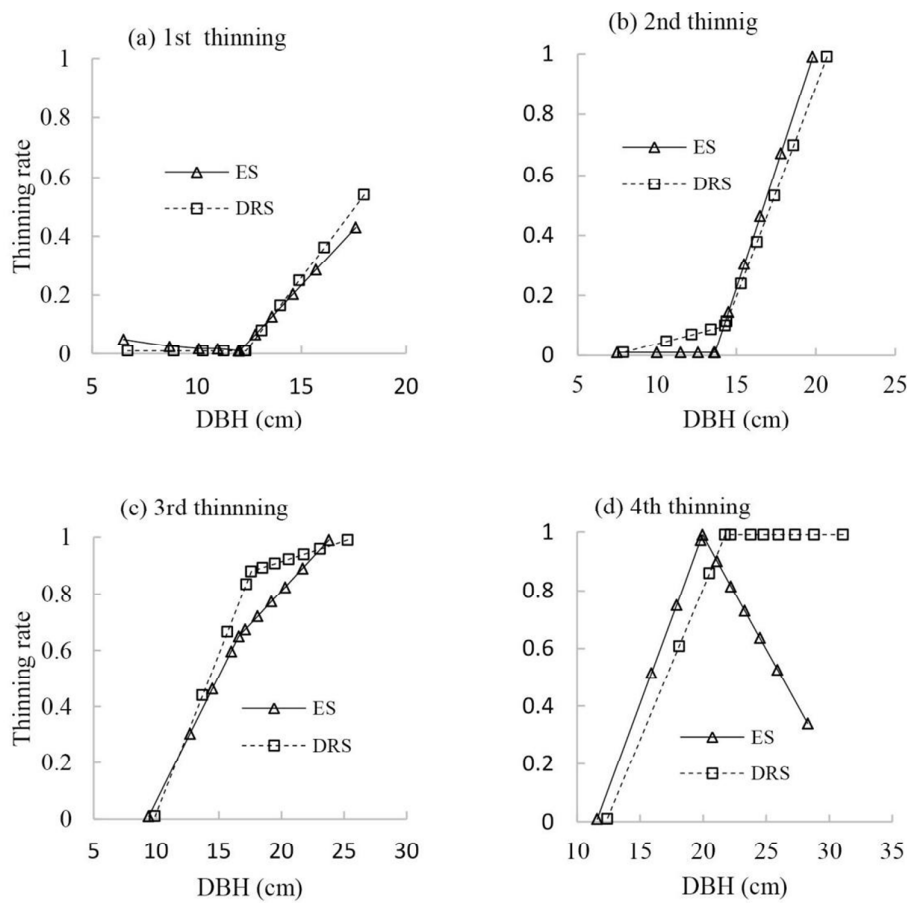 (a) 1st thinning
1
0.8
0.6
0.4
0.2
0
Thinning rate
ES
DRS
5 10 15 20
DBH (cm)
(b) 2nd thinnig
1
0.8
0.6
0.4
0.2
0
ES
DRS
5 10 15 20 25
DBH (cm)
(c) 3rd thinnning
1
0.8
0.6
0.4
0.2
0
Thinning rate
ES
DRS
5 10 15 20 25 30
DBH (cm)
(d) 4th thinning
1
0.8
0.6
0.4
0.2
0
ES
DRS
10 15 20 25 30 35
DBH (cm)